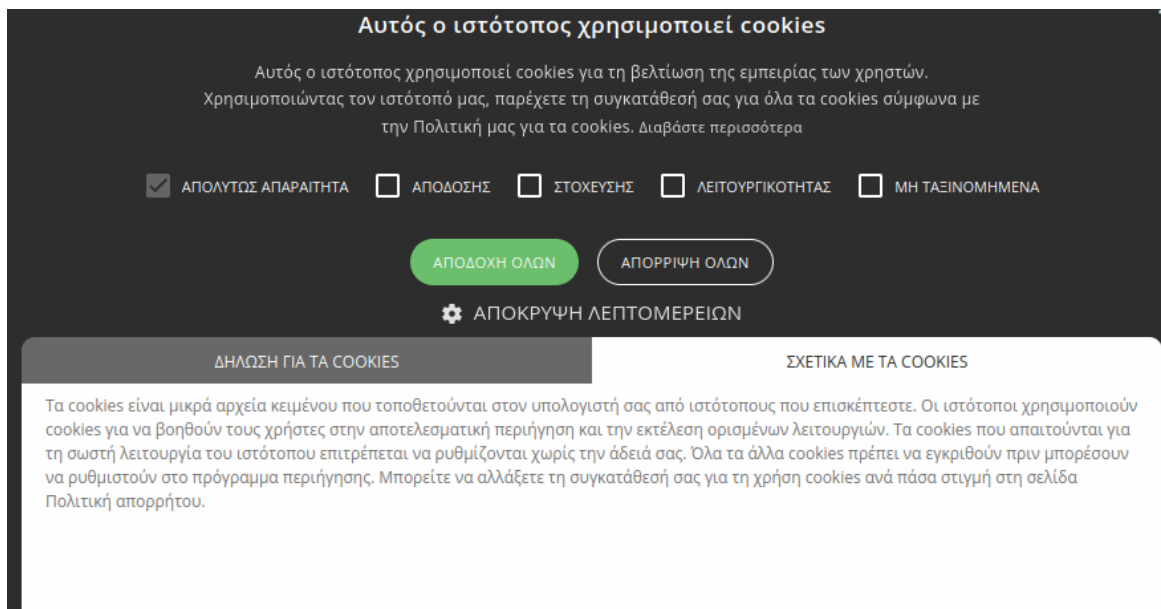 Αυτός ο ιστότοπος χρησιμοποιεί cookies
Αυτός ο ιστότοπος χρησιμοποιεί cookies για τη βελτίωση της εμπειρίας των χρηστών.
Χρησιμοποιώντας τον ιστότοπό μας, παρέχετε τη συγκατάθεσή σας για όλα τα cookies σύμφωνα με
την Πολιτική μας για τα cookies. Διαβάστε περισσότερα
ΑΠΟΛΥΤΩΣ ΑΠΑΡΑΙΤΗΤΑ ΑΠΟΔΟΣΗΣ ΣΤΟΧΕΥΣΗΣ ΛΕΙΤΟΥΡΓΙΚΟΤΗΤΑΣ ΜΗ ΤΑΞΙΝΟΜΗΜΕΝΑ
ΑΠΟΔΟΧΗ ΟΛΩΝ ΑΠΟΡΡΙΨΗ ΟΛΩΝ
ΑΠΟΚΡΥΨΗ ΛΕΠΤΟΜΕΡΕΙΩΝ
ΔΗΛΩΣΗ ΓΙΑ ΤΑ COOKIES ΣΧΕΤΙΚΑ ΜΕ ΤΑ COOKIES
Τα cookies είναι μικρά αρχεία κειμένου που τοποθετούνται στον υπολογιστή σας από ιστότοπους που επισκέπτεστε. Οι ιστότοποι χρησιμοποιούν
cookies για να βοηθούν τους χρήστες στην αποτελεσματική περιήγηση και την εκτέλεση ορισμένων λειτουργιών. Τα cookies που απαιτούνται για
τη σωστή λειτουργία του ιστότοπου επιτρέπεται να ρυθμίζονται χωρίς την άδειά σας. Όλα τα άλλα cookies πρέπει να εγκριθούν πριν μπορέσουν
να ρυθμιστούν στο πρόγραμμα περιήγησης. Μπορείτε να αλλάξετε τη συγκατάθεσή σας για τη χρήση cookies ανά πάσα στιγμή στη σελίδα
Πολιτική απορρήτου.